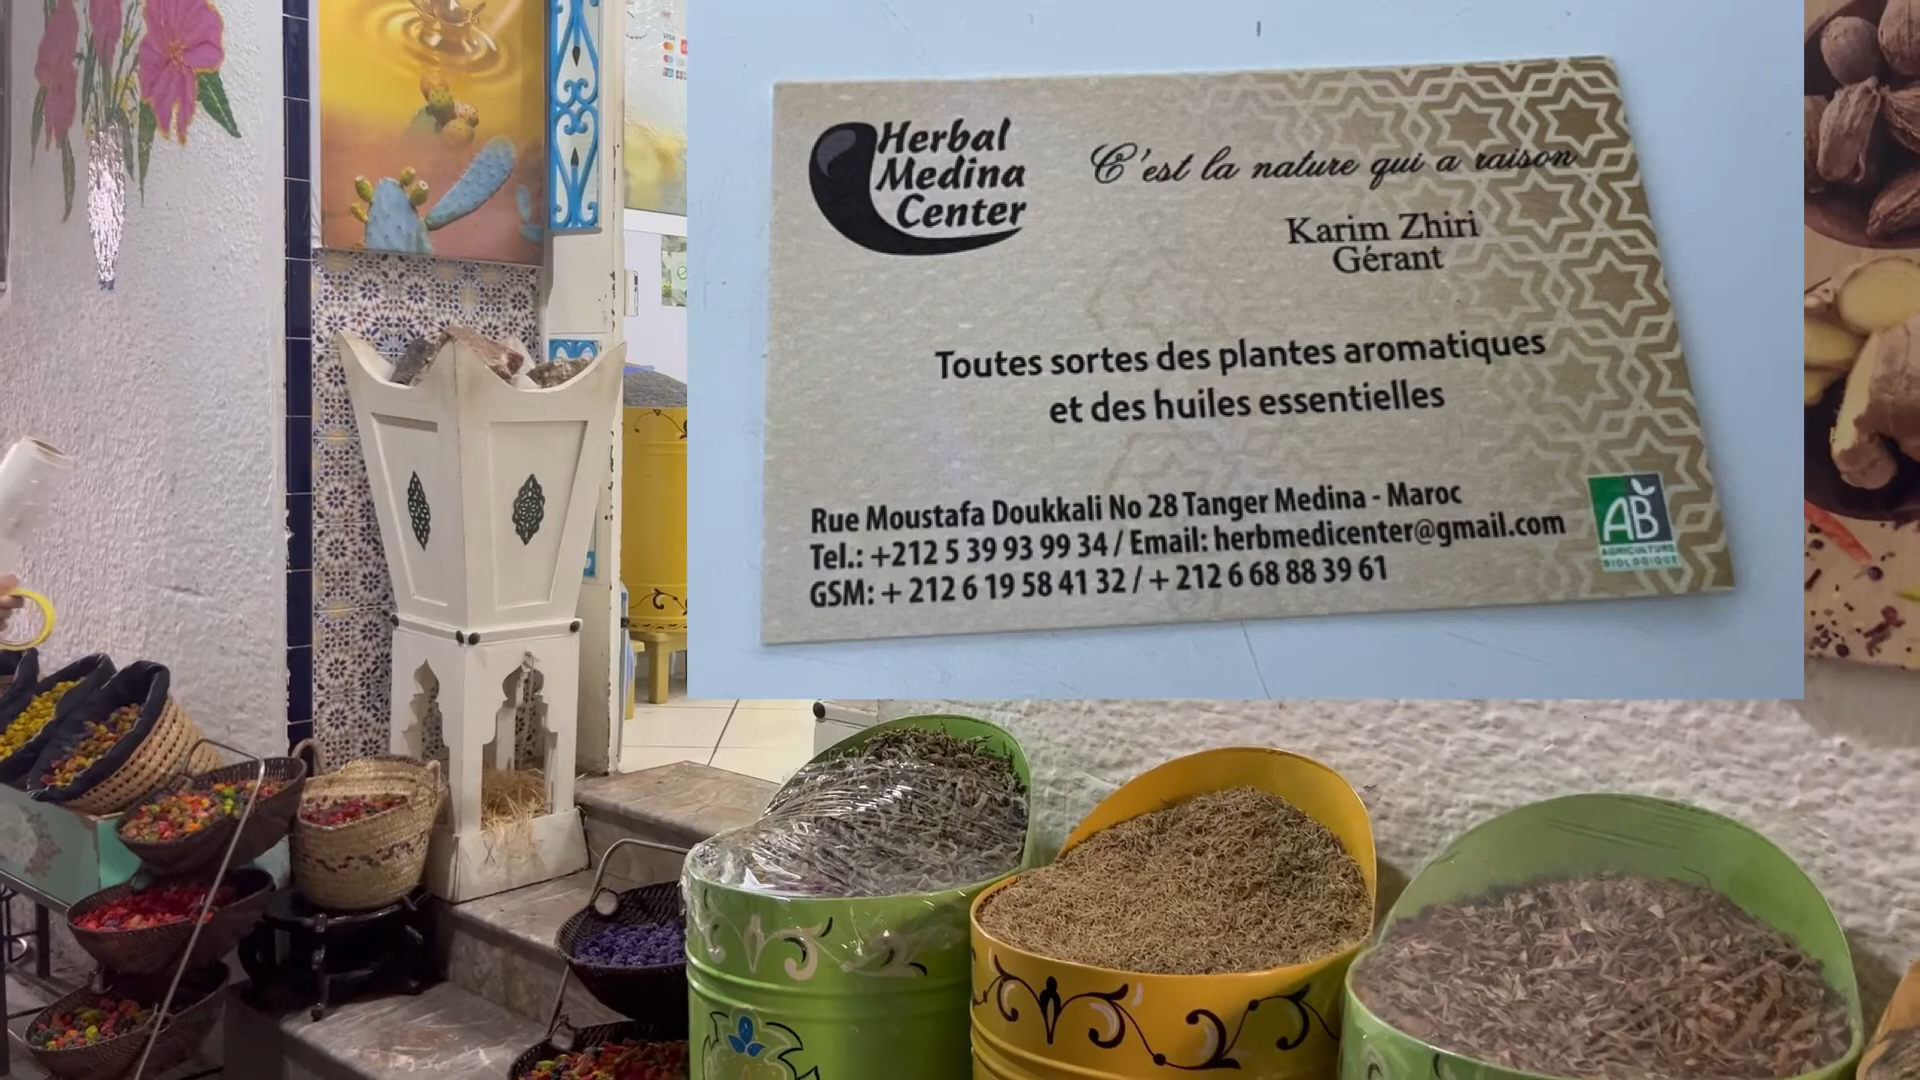 Herbal
Medina
Center
C'est la nature qui a raison
Karim Zhiri
Gérant
Toutes sortes des plantes aromatiques
et des huiles essentielles
Rue Moustafa Doukkali No 28 Tanger Medina - Maroc
Tel.: +212 5 39 93 99 34 / Email: herbmedicenter@gmail.com
GSM: + 212 6 19 58 41 32 / + 212 6 68 88 39 61
AB
AGRICULTURE
BIOLOGIQUE